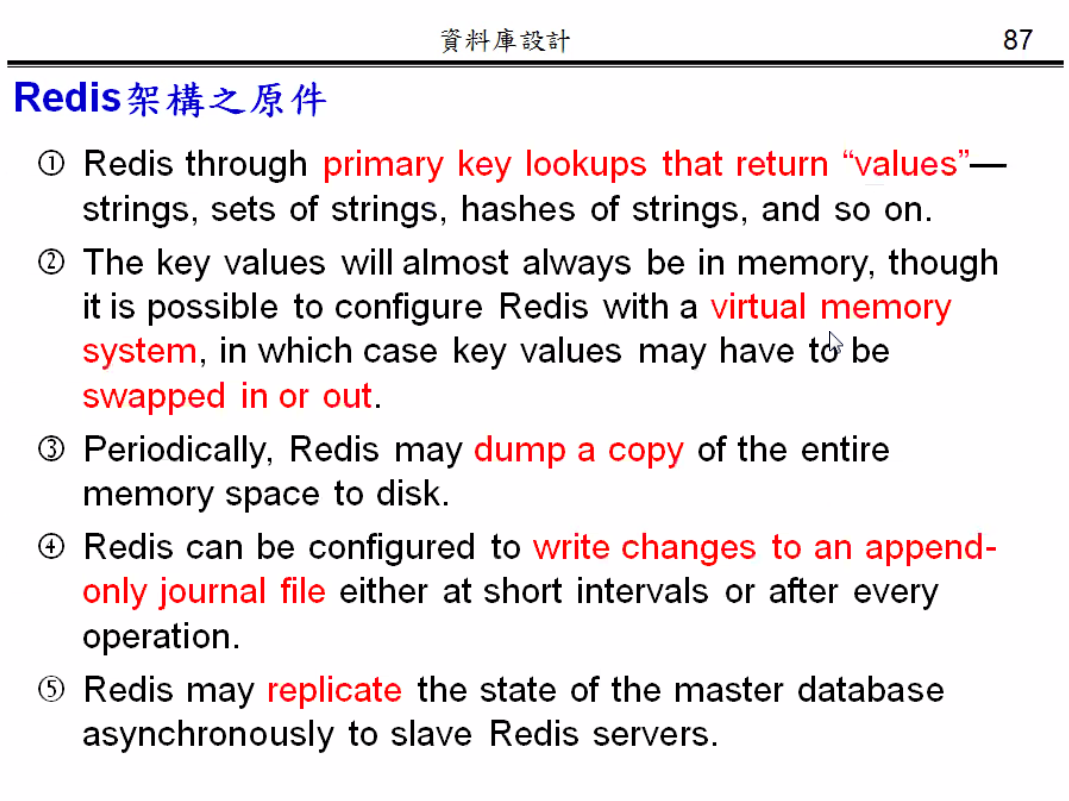 資料庫設計 87
Redis架構之原件
① Redis through primary key lookups that return “values”—
strings, sets of strings, hashes of strings, and so on.
② The key values will almost always be in memory, though
it is possible to configure Redis with a virtual memory
system, in which case key values may have to be
swapped in or out.
③ Periodically, Redis may dump a copy of the entire
memory space to disk.
④ Redis can be configured to write changes to an append-
only journal file either at short intervals or after every
operation.
⑤ Redis may replicate the state of the master database
asynchronously to slave Redis servers.